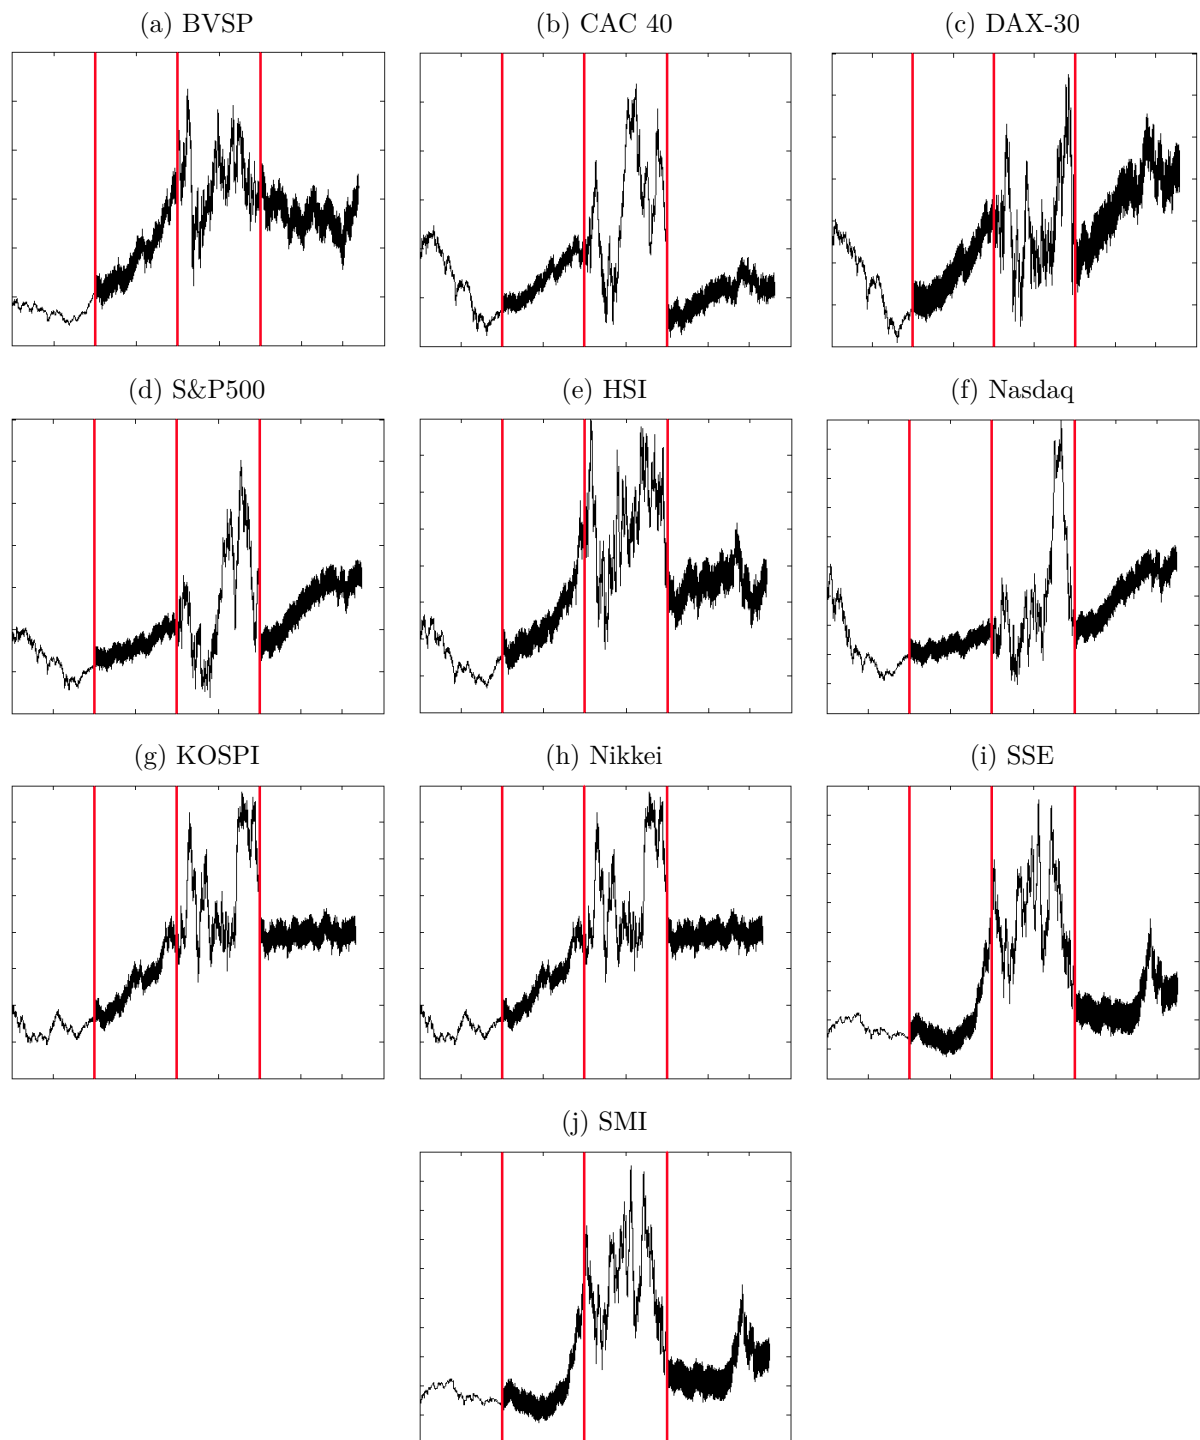 (a) BVSP
(b) CAC 40
(c) DAX-30
(d) S&P500
(e) HSI
(f) Nasdaq
(g) KOSPI
(h) Nikkei
(i) SSE
(j) SMI